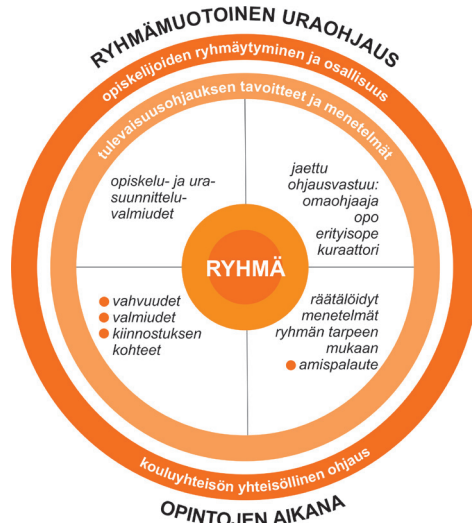 RYHMÄMUOTOINEN URAOHJAUS
opiskelijoiden ryhmäytyminen ja osallisuus
tulevaisuusohjauksen tavoitteet ja menetelmät
opiskelu- ja ura-
suunnittelu-
valmiudet
jaettu
ohjausvastuu:
omaohjaaja
opo
erityisope
kuraattori
RYHMÄ
vahvuudet
valmiudet
kiinnostuksen
kohteet
räätälöidyt
menetelmät
ryhmän tarpeen
mukaan
amispalaute
kouluyhteisön yhteisöllinen ohjaus
OPINTOJEN AIKANA